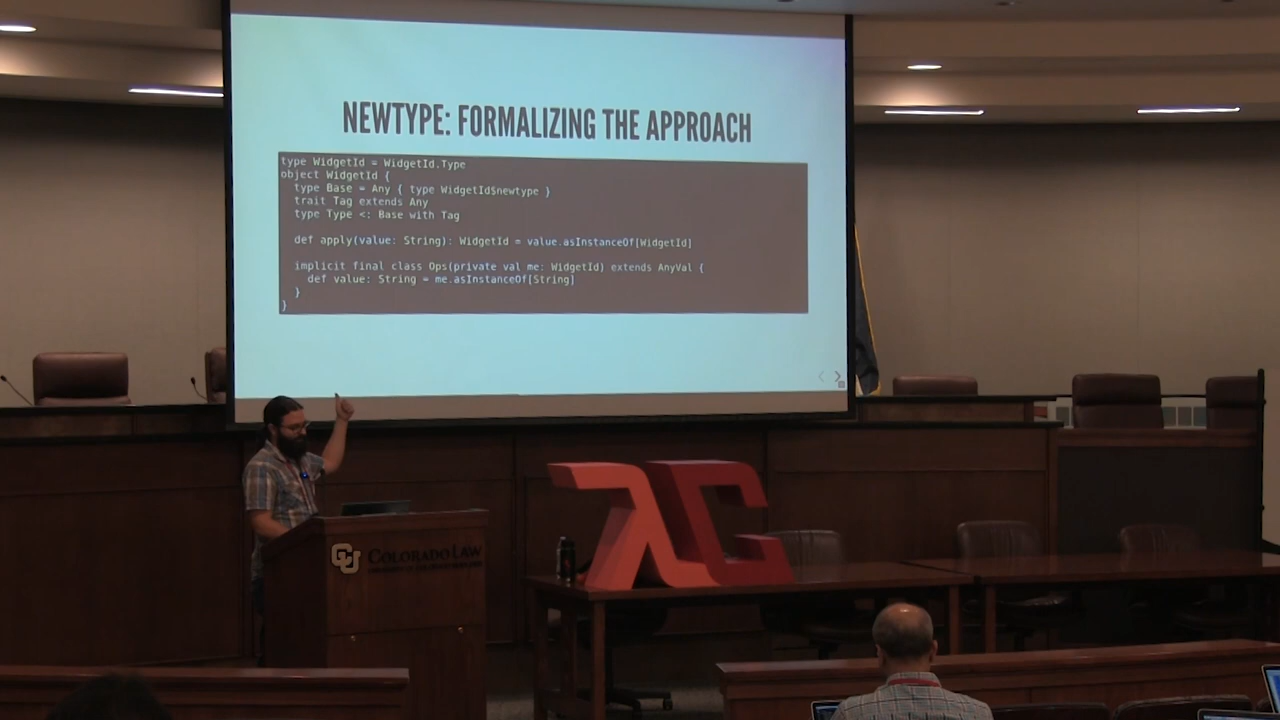 NEWTYPE: FORMALIZING THE APPROACH
type WidgetId = WidgetId.Type
object WidgetId {
  type Base = Any { type WidgetId$newtype }
  trait Tag extends Any
  type Type <: Base with Tag
  def apply(value: String): WidgetId = value.asInstanceOf[WidgetId]
  implicit final class Ops(private val me: WidgetId) extends AnyVal {
    def value: String = me.asInstanceOf[String]
  }
}
CU
COLORADO LAW
λC